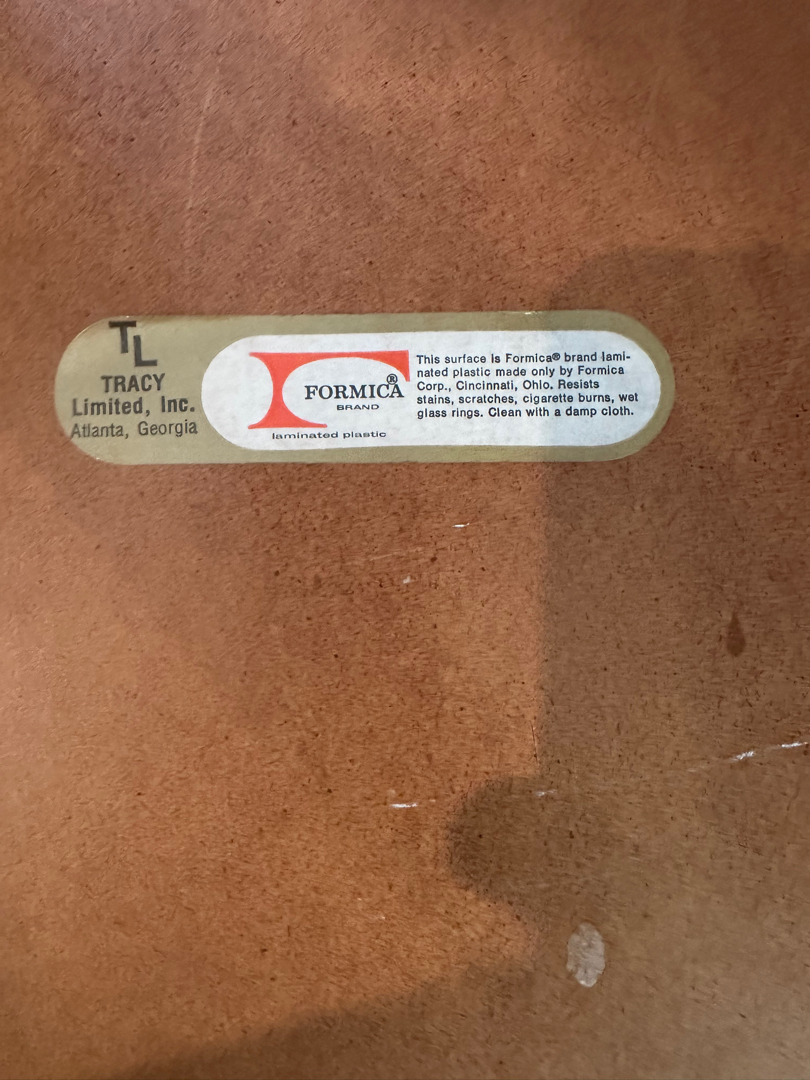 TL
TRACY
Limited, Inc.
Atlanta, Georgia
FORMICA®
BRAND
laminated plastic
This surface is Formica® brand lami-
nated plastic made only by Formica
Corp., Cincinnati, Ohio. Resists
stains, scratches, cigarette burns, wet
glass rings. Clean with a damp cloth.